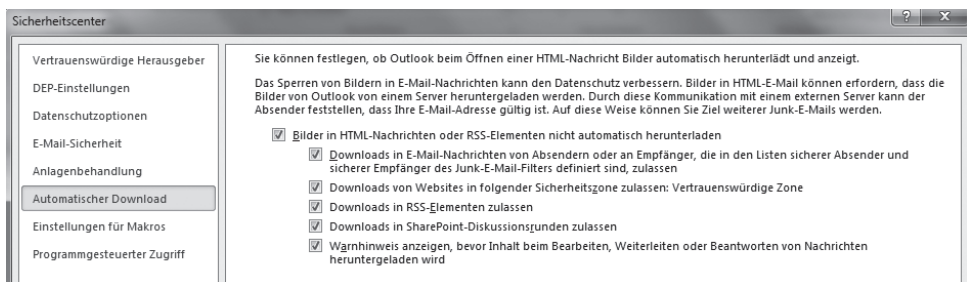 Sicherheitscenter
Vertrauenswürdige Herausgeber
DEP-Einstellungen
Datenschutzoptionen
E-Mail-Sicherheit
Anlagenbehandlung
Automatischer Download
Einstellungen für Makros
Programmgesteuerter Zugriff
Sie können festlegen, ob Outlook beim Öffnen einer HTML-Nachricht Bilder automatisch herunterlädt und anzeigt.
Das Sperren von Bildern in E-Mail-Nachrichten kann den Datenschutz verbessern. Bilder in HTML-E-Mail können erfordern, dass die
Bilder von Outlook von einem Server heruntergeladen werden. Durch diese Kommunikation mit einem externen Server kann der
Absender feststellen, dass Ihre E-Mail-Adresse gültig ist. Auf diese Weise können Sie Ziel weiterer Junk-E-Mails werden.
Bilder in HTML-Nachrichten oder RSS-Elementen nicht automatisch herunterladen
Downloads in E-Mail-Nachrichten von Absendern oder an Empfänger, die in den Listen sicherer Absender und
sicherer Empfänger des Junk-E-Mail-Filters definiert sind, zulassen
Downloads von Websites in folgender Sicherheitszone zulassen: Vertrauenswürdige Zone
Downloads in RSS-Elementen zulassen
Downloads in SharePoint-Diskussionsrunden zulassen
Warnhinweis anzeigen, bevor Inhalt beim Bearbeiten, Weiterleiten oder Beantworten von Nachrichten
heruntergeladen wird